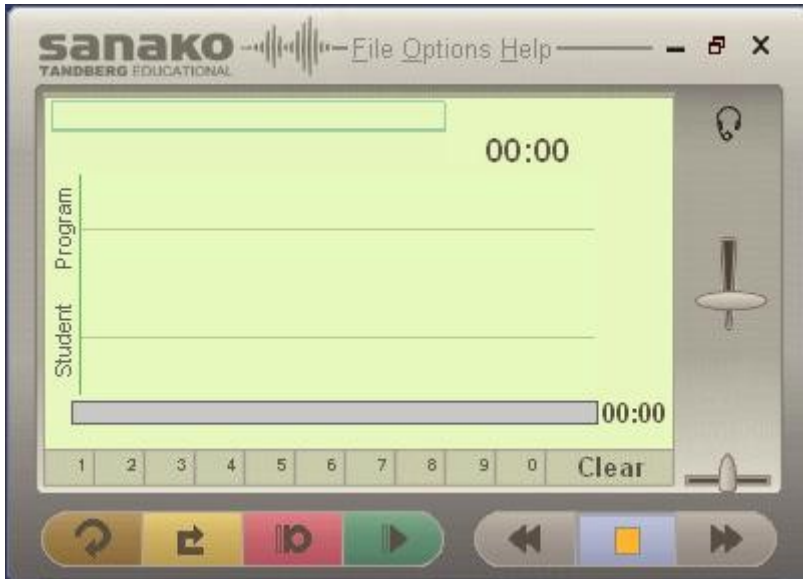 sanako
TANDBERG EDUCATIONAL
File Options Help
00:00
Program
Student
00:00
1 2 3 4 5 6 7 8 9 0 Clear